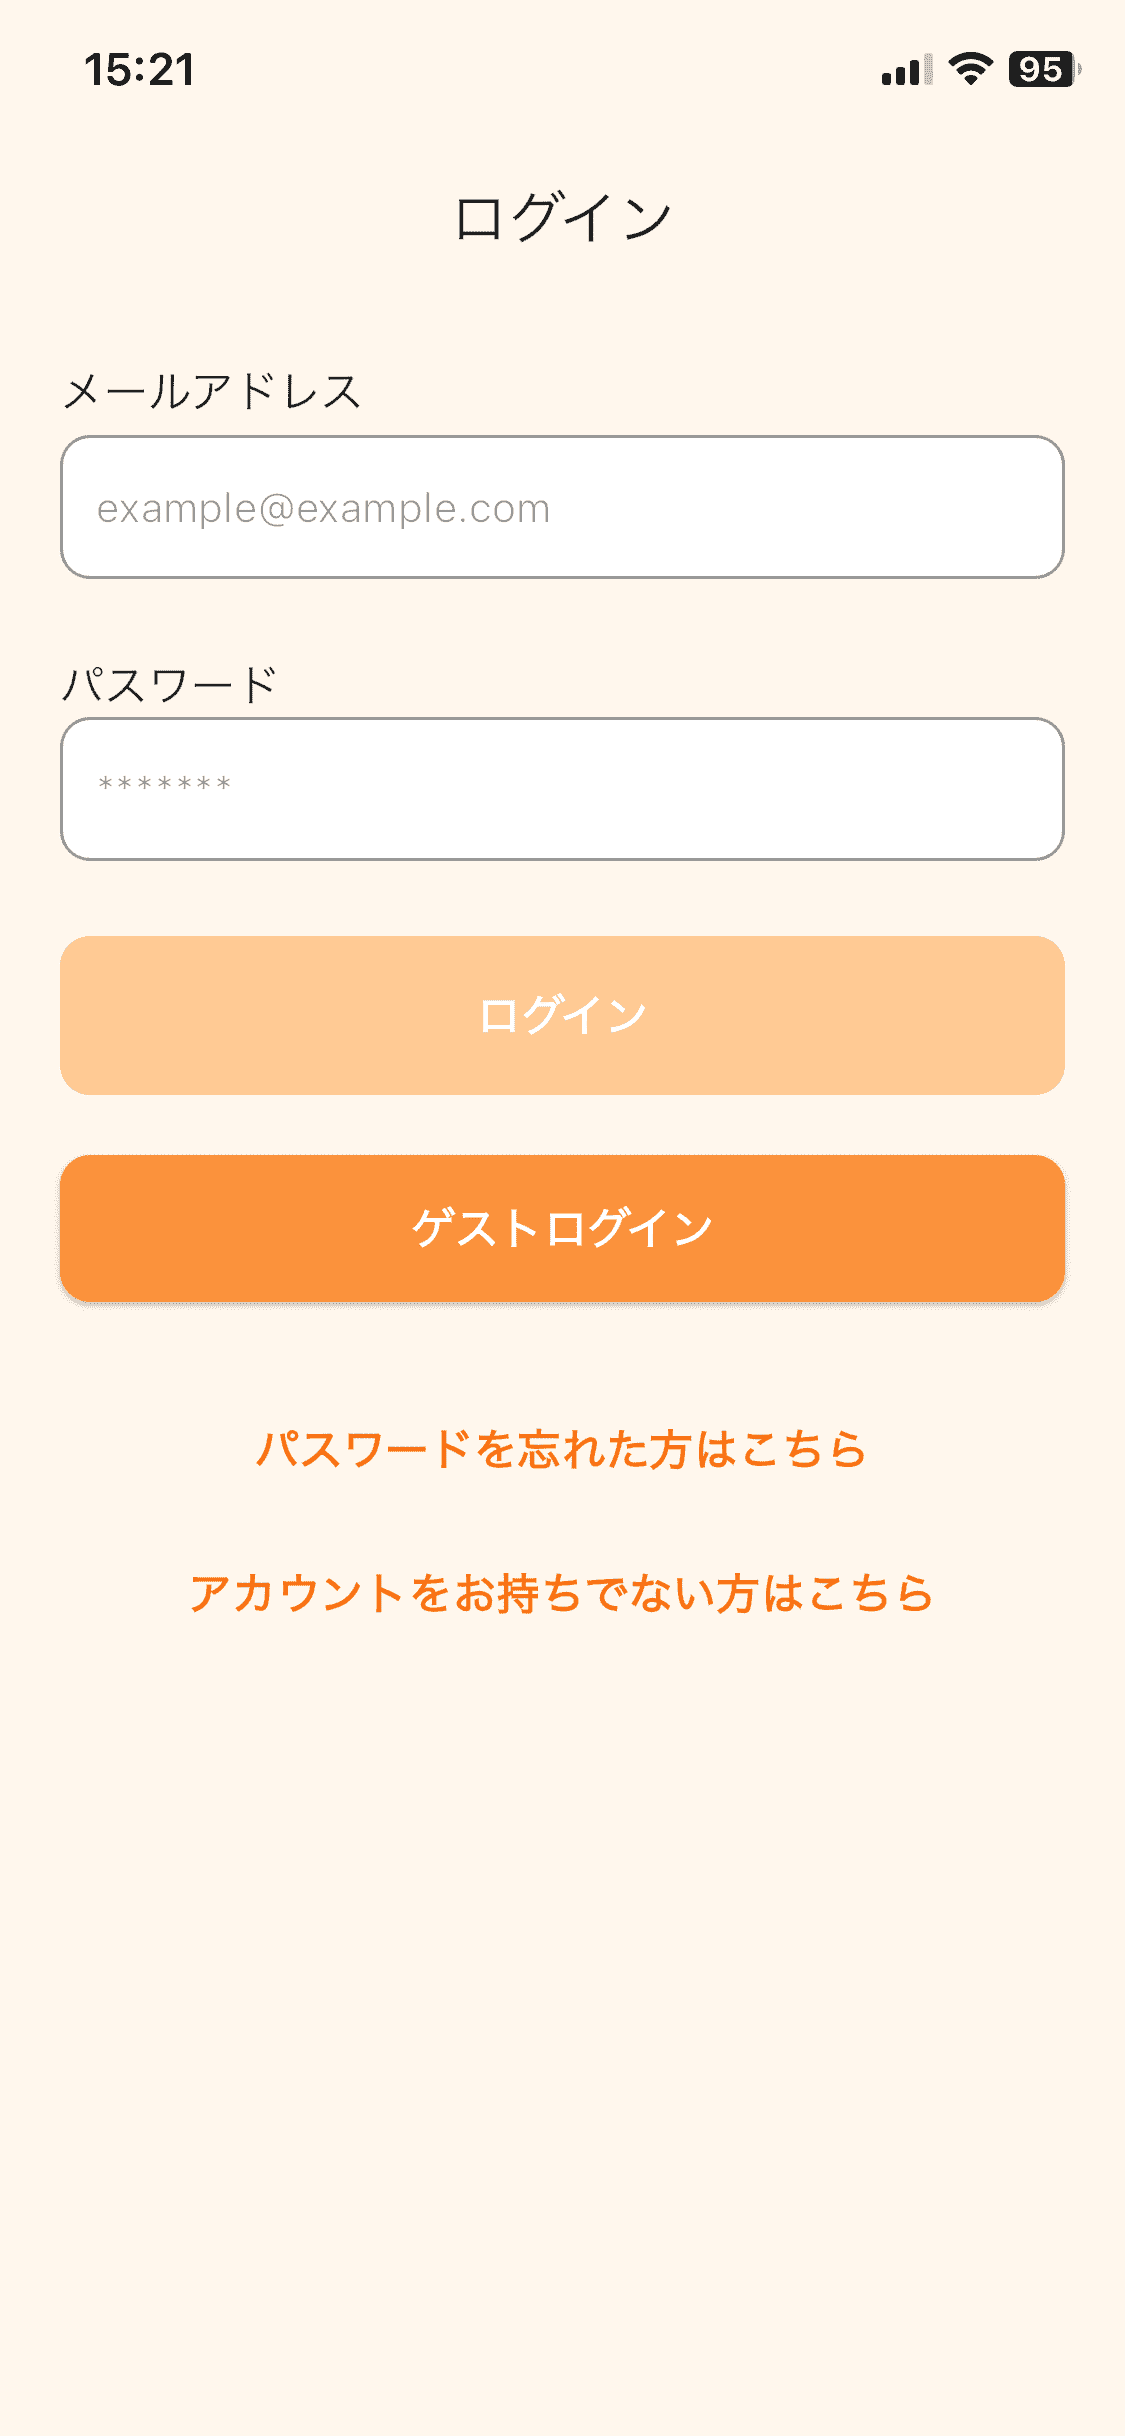 15:21
95
ログイン
メールアドレス
example@example.com
パスワード
*******
ログイン
ゲストログイン
パスワードを忘れた方はこちら
アカウントをお持ちでない方はこちら